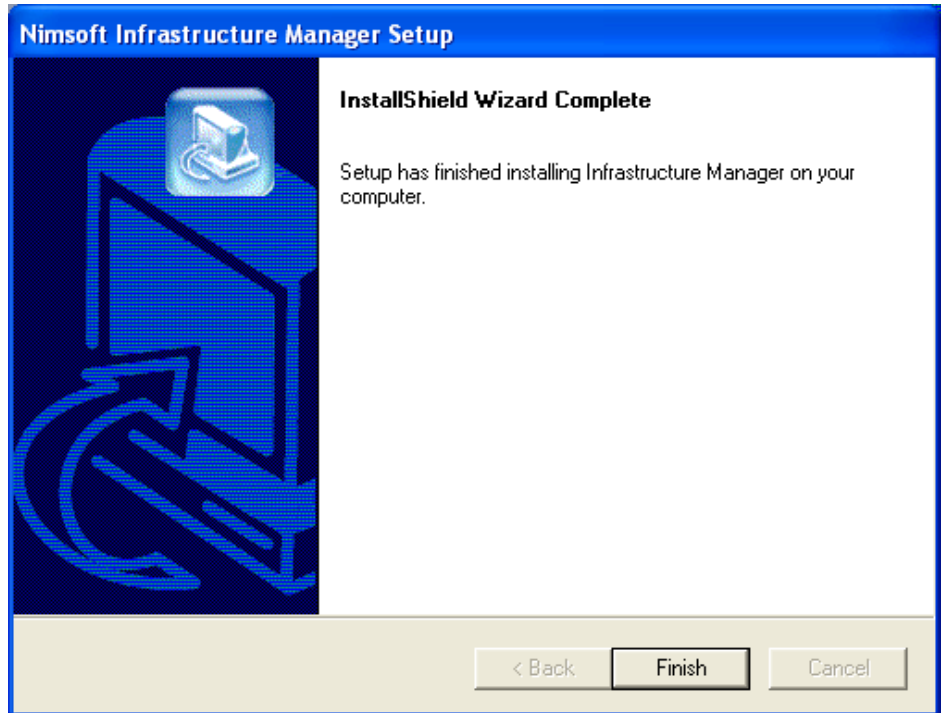 Nimsoft Infrastructure Manager Setup
InstallShield Wizard Complete
Setup has finished installing Infrastructure Manager on your
computer.
< Back Finish Cancel